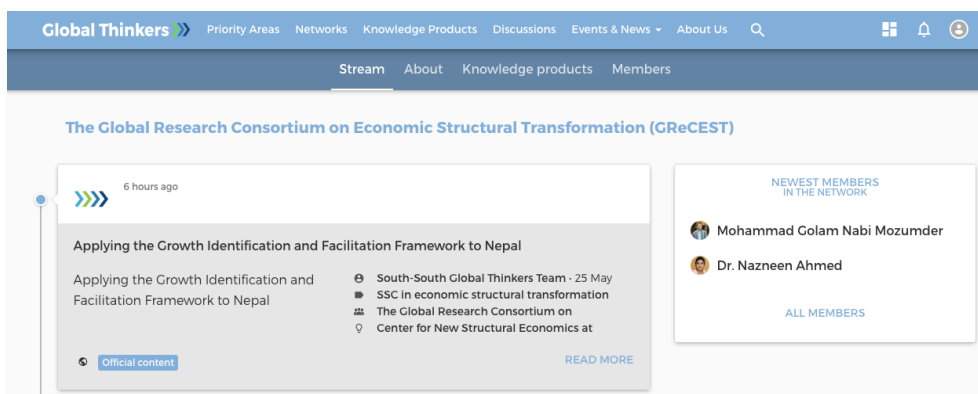 Global Thinkers Priority Areas Networks Knowledge Products Discussions Events & News About Us
Stream About Knowledge products Members
The Global Research Consortium on Economic Structural Transformation (GReCEST)
6 hours ago
Applying the Growth Identification and Facilitation Framework to Nepal
Applying the Growth Identification and
Facilitation Framework to Nepal
South-South Global Thinkers Team · 25 May
SSC in economic structural transformation
The Global Research Consortium on
Center for New Structural Economics at
Official content
READ MORE
NEWEST MEMBERS
IN THE NETWORK
Mohammad Golam Nabi Mozumder
Dr. Nazneen Ahmed
ALL MEMBERS